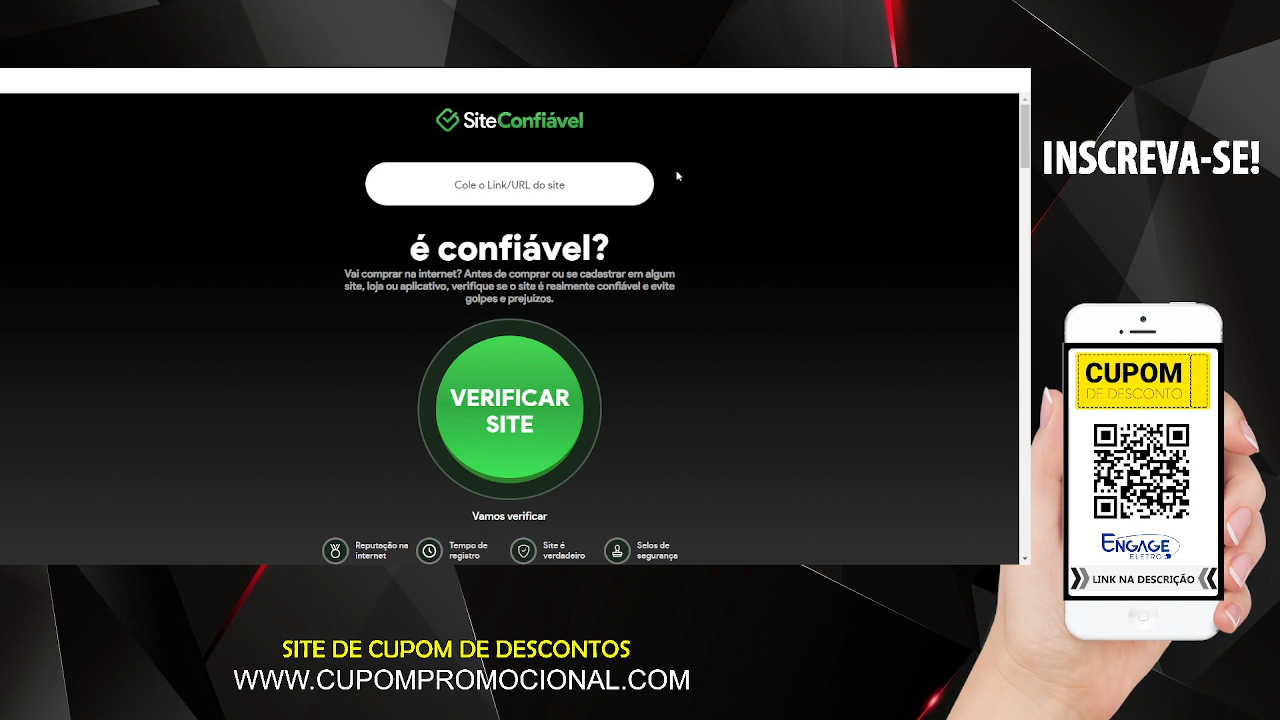 SiteConfiável
Cole o Link/URL do site
é confiável?
Vai comprar na internet? Antes de comprar ou se cadastrar em algum
site, loja ou aplicativo, verifique se o site é realmente confiável e evite
golpes e prejuízos.
VERIFICAR
SITE
Vamos verificar
Reputação na
internet
Tempo de
registro
Site é
verdadeiro
Selos de
segurança
INSCREVA-SE!
CUPOM
DE DESCONTO
ENGAGE
ELETRO
LINK NA DESCRIÇÃO
SITE DE CUPOM DE DESCONTOS
WWW.CUPOMPROMOCIONAL.COM